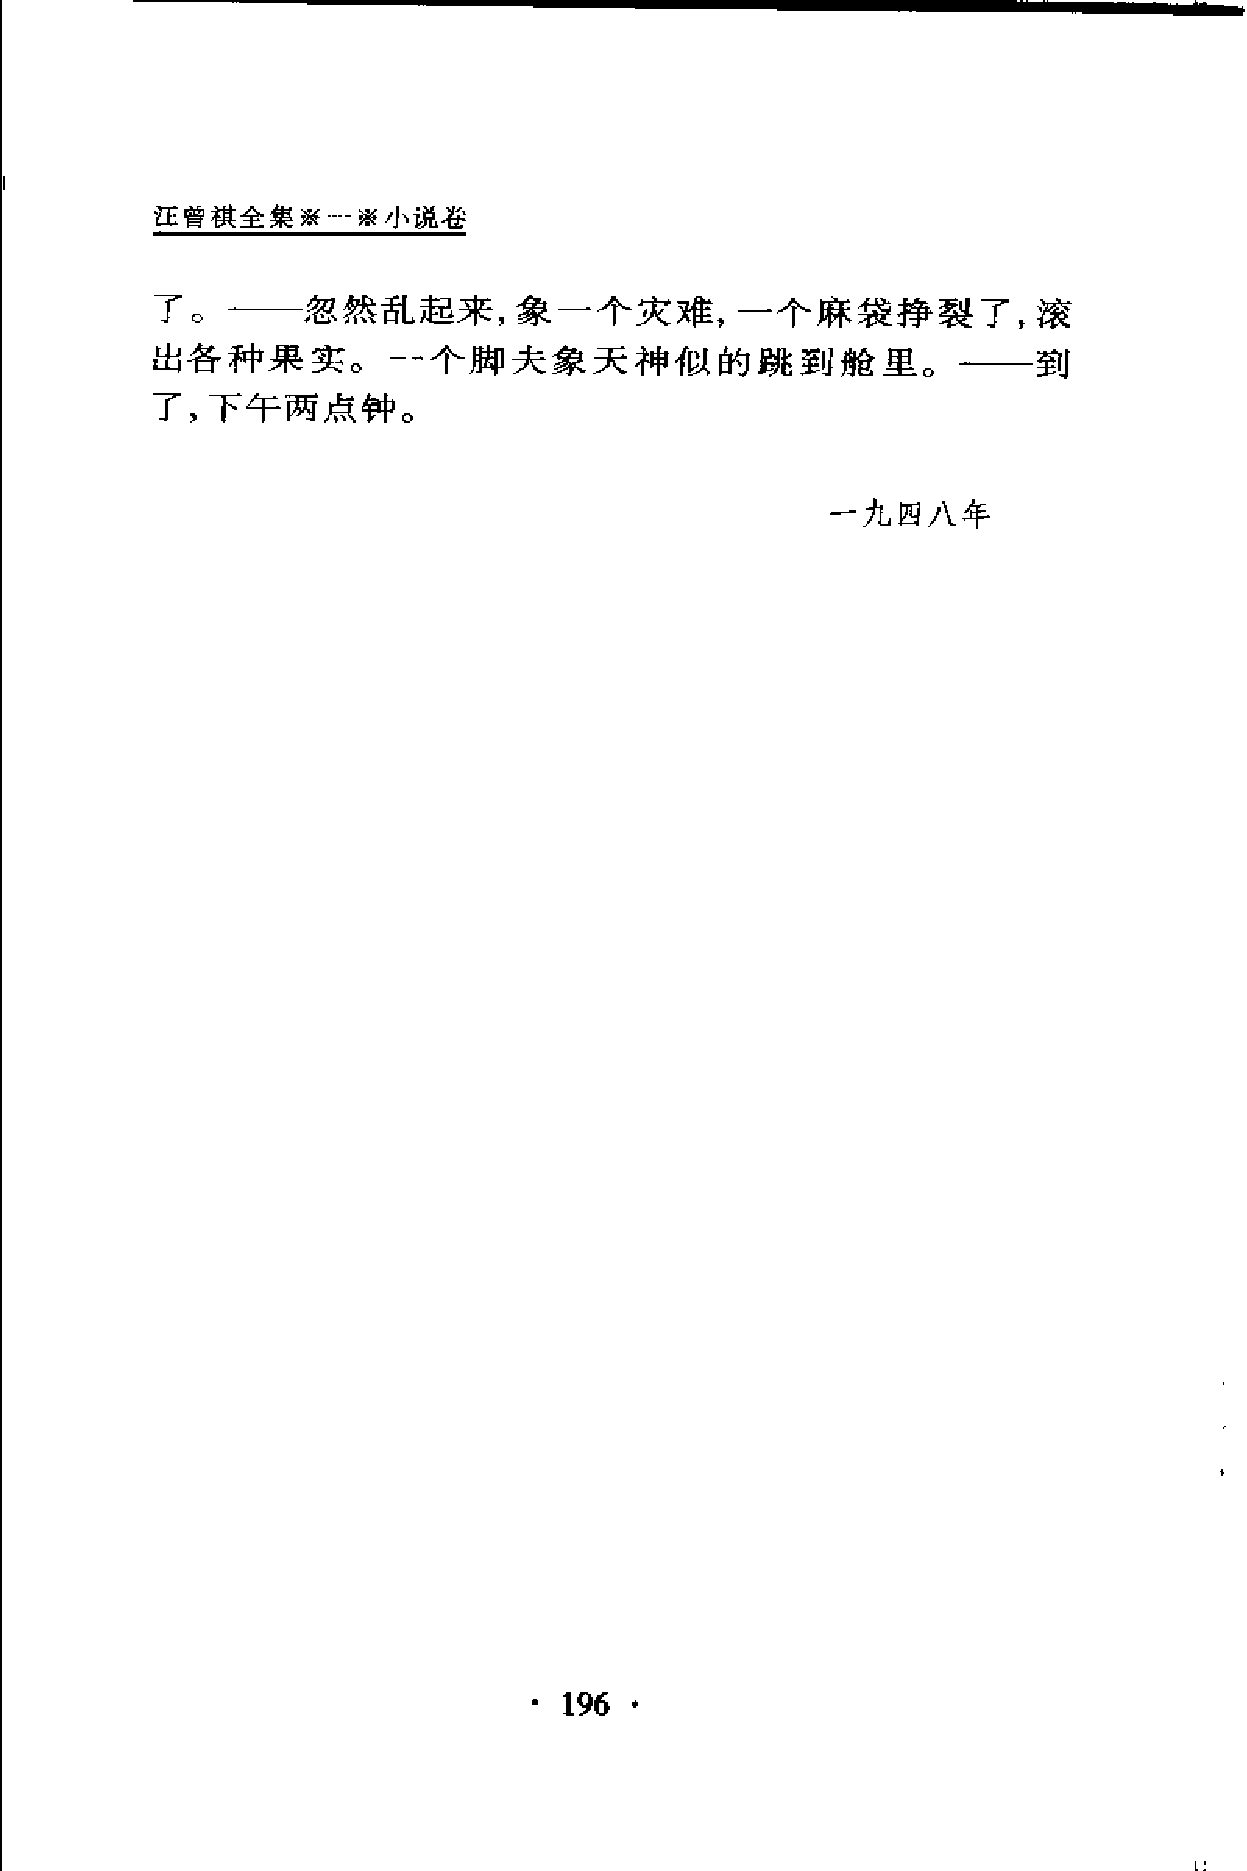 汪曾祺全集※一※小说卷
了。——忽然乱起来,象一个灾难,一个麻袋挣裂了,滚
出各种果实。一个脚夫象天神似的跳到舱里。——到
了,下午两点钟。
一九四八年
· 196 ·